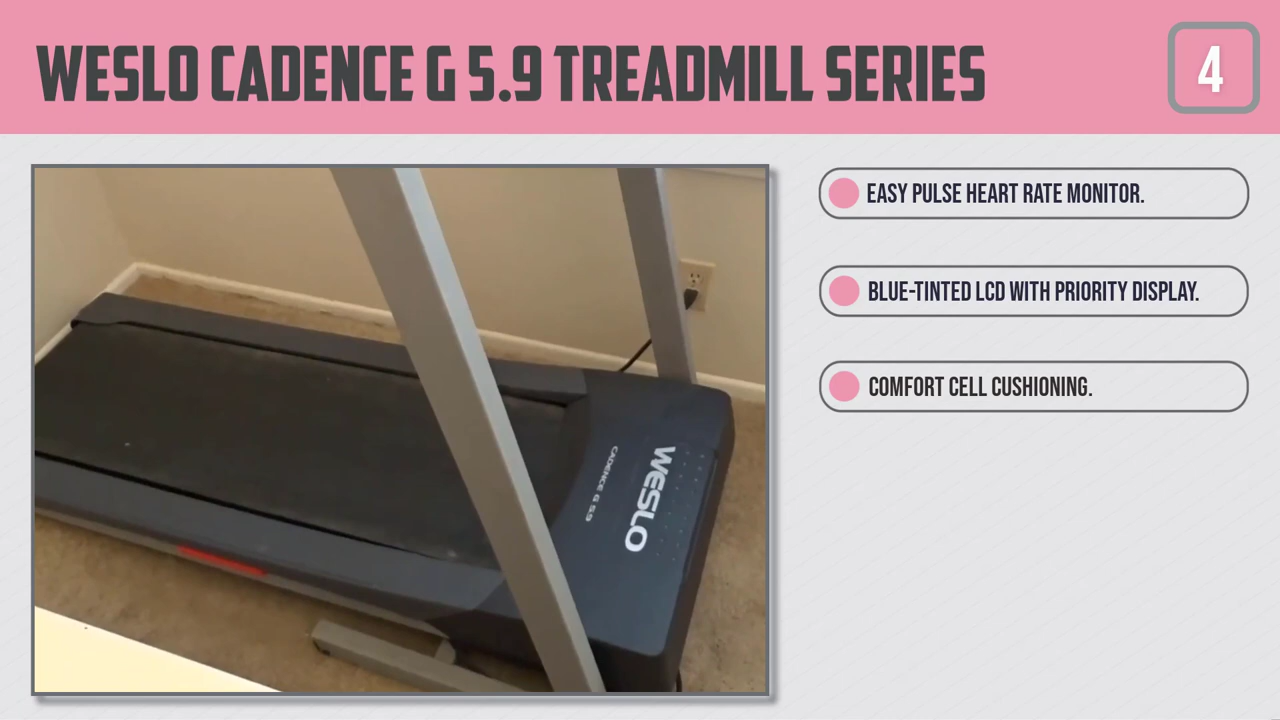 WESLO CADENCE G 5.9 TREADMILL SERIES
4
EASY PULSE HEART RATE MONITOR.
BLUE-TINTED LCD WITH PRIORITY DISPLAY.
COMFORT CELL CUSHIONING.
WESLO
CADENCE G 5.9